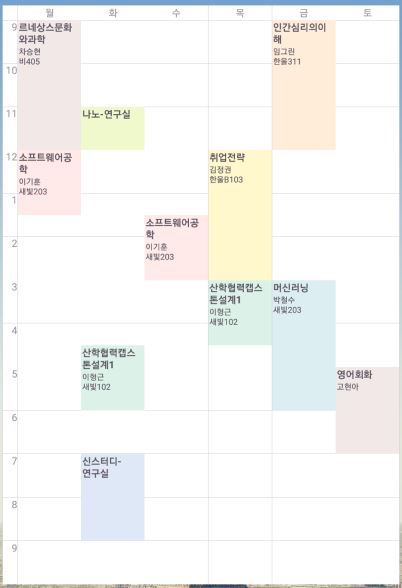 월 화 수 목 금 토
9
르네상스문화
와과학
차승현
비405
인간심리의이
해
임그린
한울311
10
11
나노-연구실
12
소프트웨어공
학
이기훈
새빛203
취업전략
김정권
한울B103
1
소프트웨어공
학
이기훈
새빛203
2
3
산학협력캡스
톤설계1
이형근
새빛102
머신러닝
박철수
새빛203
4
산학협력캡스
톤설계1
이형근
새빛102
5
영어회화
고현아
6
7
신스터디-
연구실
8
9